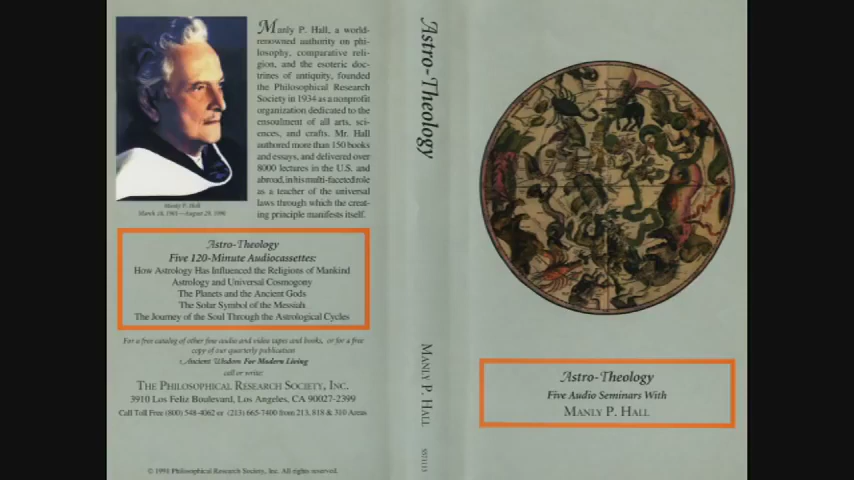 Manly P. Hall, a world-
renowned authority on phi-
losophy, comparative reli-
gion, and the esoteric doc-
trines of antiquity, founded
the Philosophical Research
Society in 1934 as a nonprofit
organization dedicated to the
ensoulment of all arts, sci-
ences, and crafts. Mr. Hall
authored more than 150 books
and essays, and delivered over
8000 lectures in the U.S. and
abroad, in his multi-faceted role
as a teacher of the universal
laws through which the creat-
ing principle manifests itself.
Manly P. Hall
March 18, 1901—August 29, 1990
Astro-Theology
Five 120-Minute Audiocassettes:
How Astrology Has Influenced the Religions of Mankind
Astrology and Universal Cosmogony
The Planets and the Ancient Gods
The Solar Symbol of the Messiah
The Journey of the Soul Through the Astrological Cycles
For a free catalog of other fine audio and video tapes and books, or for a free
copy of our quarterly publication
Ancient Wisdom For Modern Living
call or write:
THE PHILOSOPHICAL RESEARCH SOCIETY, INC.
3910 Los Feliz Boulevard, Los Angeles, CA 90027-2399
Call Toll Free (800) 548-4062 or (213) 665-7400 from 213, 818 & 310 Areas
© 1991 Philosophical Research Society, Inc. All rights reserved.
Astro-Theology
MANLY P. HALL
Astro-Theology
Five Audio Seminars With
MANLY P. HALL